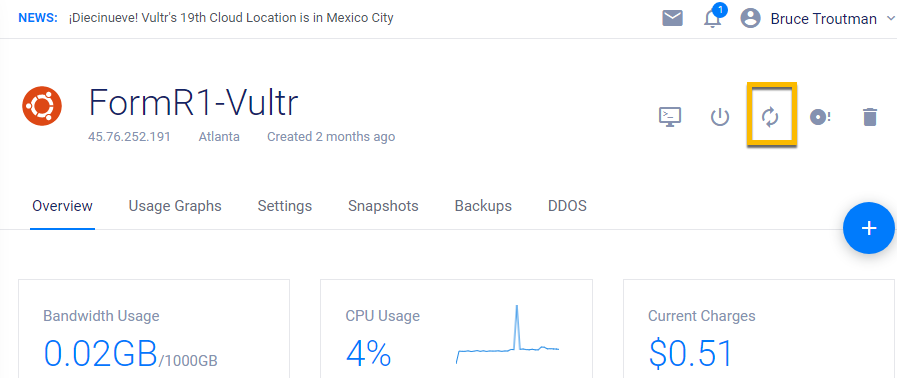 NEWS: ¡Diecinueve! Vultr's 19th Cloud Location is in Mexico City 1 Bruce Troutman
FormR1-Vultr
45.76.252.191 Atlanta Created 2 months ago
Overview Usage Graphs Settings Snapshots Backups DDOS
+
Bandwidth Usage CPU Usage Current Charges
0.02GB/1000GB 4% $0.51